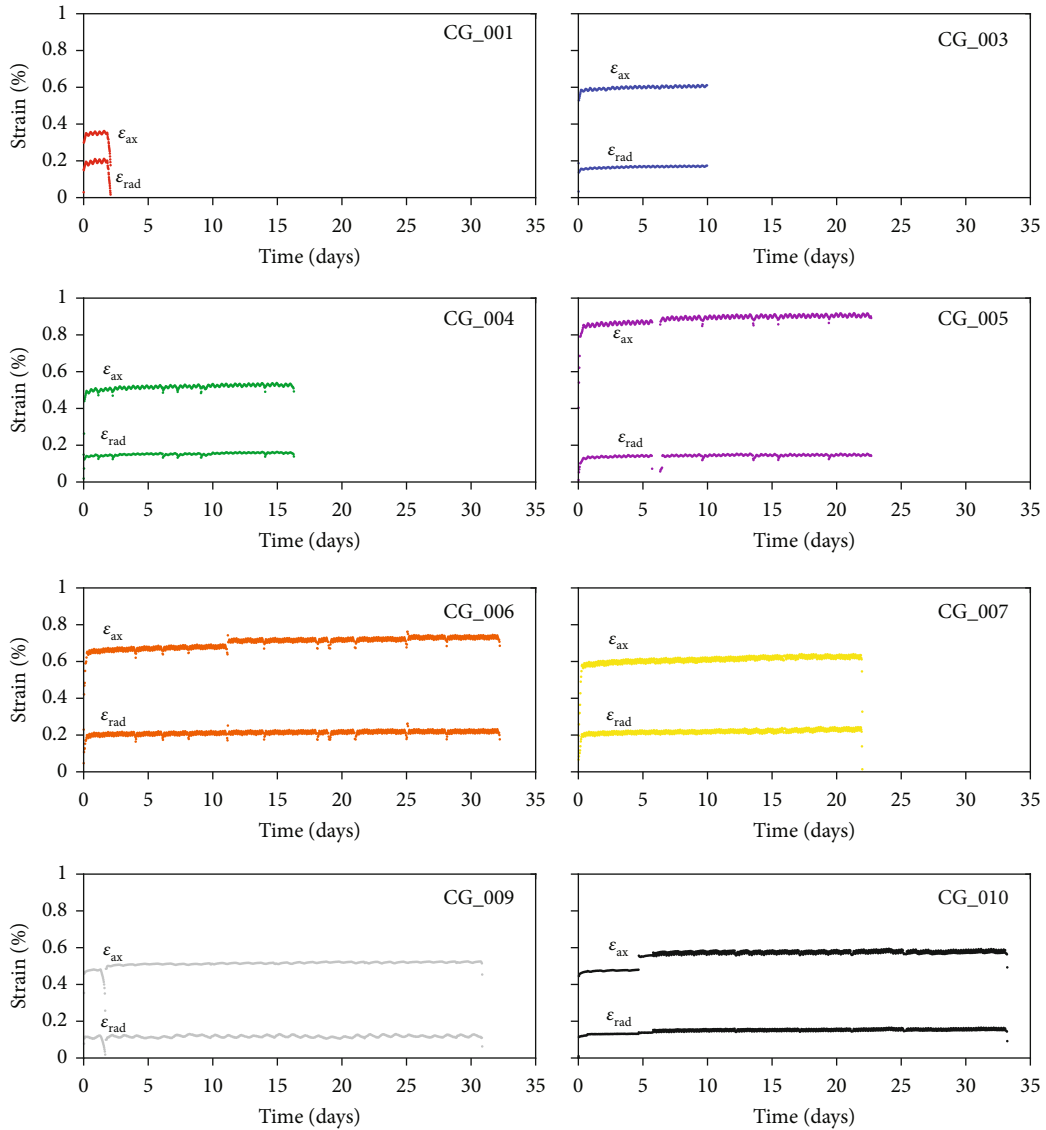 CG_001
Strain (%)
1
0.8
0.6
0.4
0.2
0
εax
εrad
0 5 10 15 20 25 30 35
Time (days)
CG_003
εax
εrad
0 5 10 15 20 25 30 35
Time (days)
CG_004
Strain (%)
1
0.8
0.6
0.4
0.2
0
εax
εrad
0 5 10 15 20 25 30 35
Time (days)
CG_005
εax
εrad
0 5 10 15 20 25 30 35
Time (days)
CG_006
Strain (%)
1
0.8
0.6
0.4
0.2
0
εax
εrad
0 5 10 15 20 25 30 35
Time (days)
CG_007
εax
εrad
0 5 10 15 20 25 30 35
Time (days)
CG_009
Strain (%)
1
0.8
0.6
0.4
0.2
0
εax
εrad
0 5 10 15 20 25 30 35
Time (days)
CG_010
εax
εrad
0 5 10 15 20 25 30 35
Time (days)